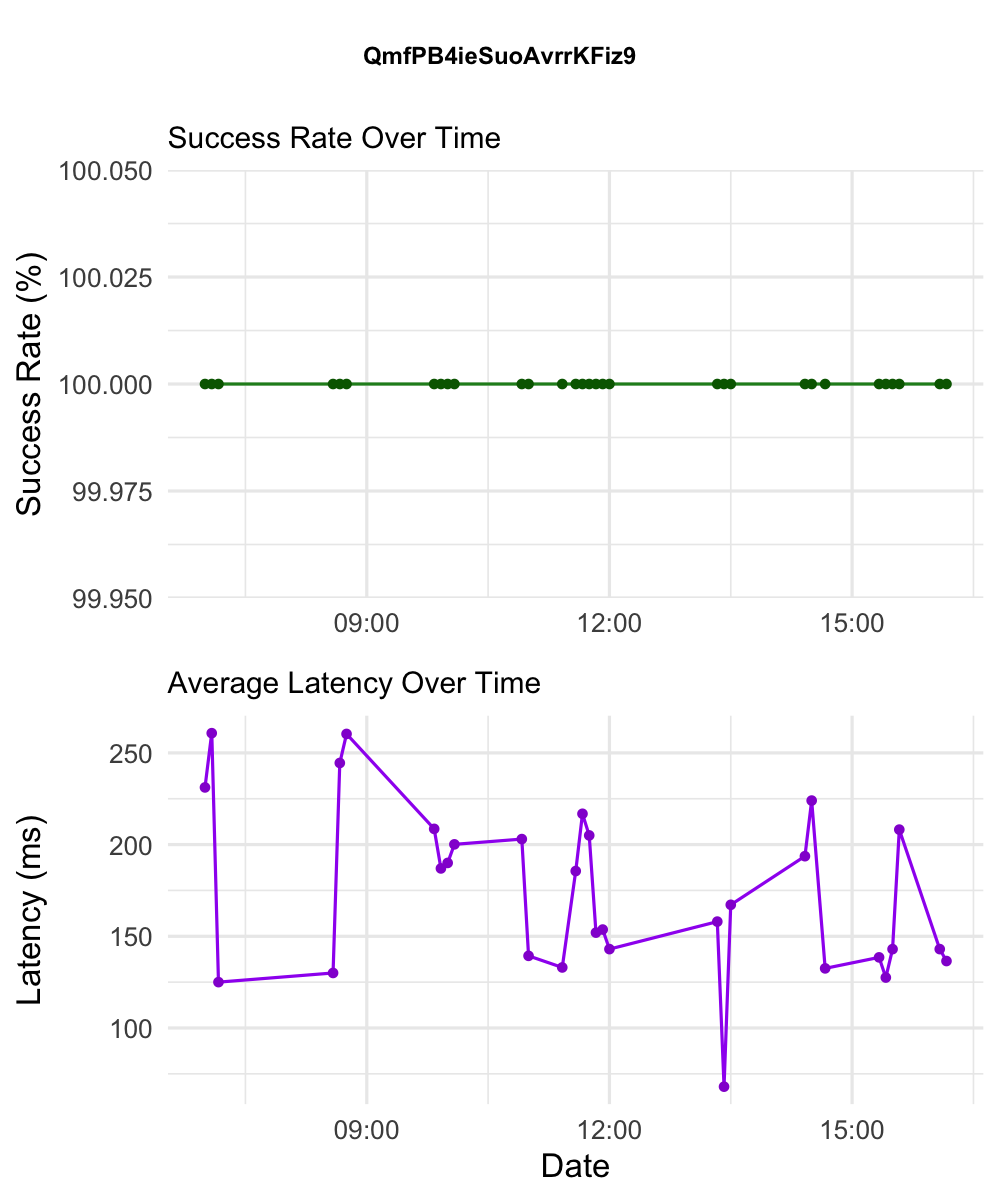 QmfPB4ieSuoAvrrKFiz9
Success Rate Over Time
Success Rate (%)
100.050
100.025
100.000
99.975
99.950
09:00
12:00
15:00
Average Latency Over Time
Latency (ms)
250
200
150
100
09:00
12:00
15:00
Date